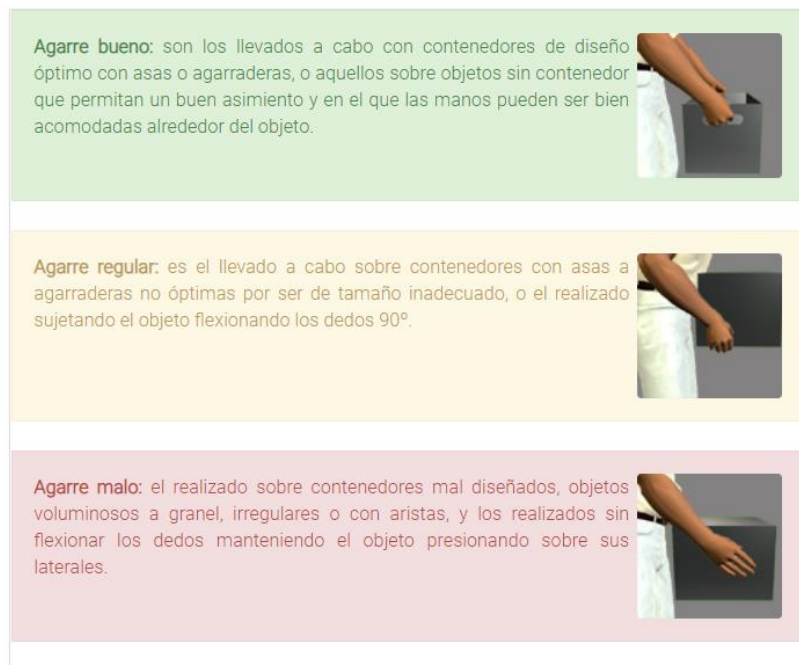 Agarre bueno: son los llevados a cabo con contenedores de diseño
óptimo con asas o agarraderas, o aquellos sobre objetos sin contenedor
que permitan un buen asimiento y en el que las manos pueden ser bien
acomodadas alrededor del objeto.
Agarre regular: es el llevado a cabo sobre contenedores con asas a
agarraderas no óptimas por ser de tamaño inadecuado, o el realizado
sujetando el objeto flexionando los dedos 90º.
Agarre malo: el realizado sobre contenedores mal diseñados, objetos
voluminosos a granel, irregulares o con aristas, y los realizados sin
flexionar los dedos manteniendo el objeto presionando sobre sus
laterales.